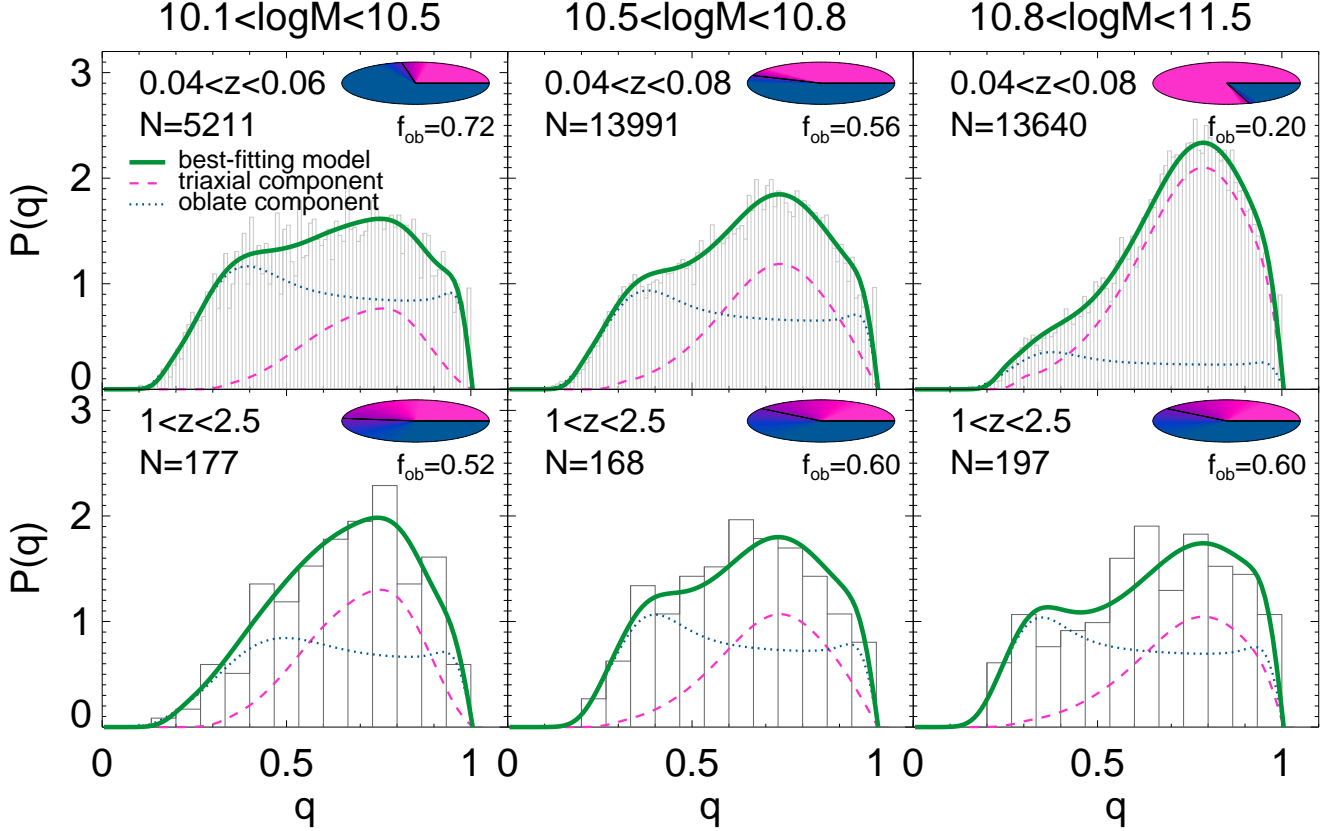 10.1<logM<10.5 10.5<logM<10.8 10.8<logM<11.5
3 0.04<z<0.06 0.04<z<0.08 0.04<z<0.08
N=5211 f_ob=0.72 N=13991 f_ob=0.56 N=13640 f_ob=0.20
best-fitting model
2 triaxial component
oblate component
P(q)
1
0
3 1<z<2.5 1<z<2.5 1<z<2.5
N=177 f_ob=0.52 N=168 f_ob=0.60 N=197 f_ob=0.60
2
P(q)
1
0
0 0.5 1 0 0.5 1 0 0.5 1
q q q